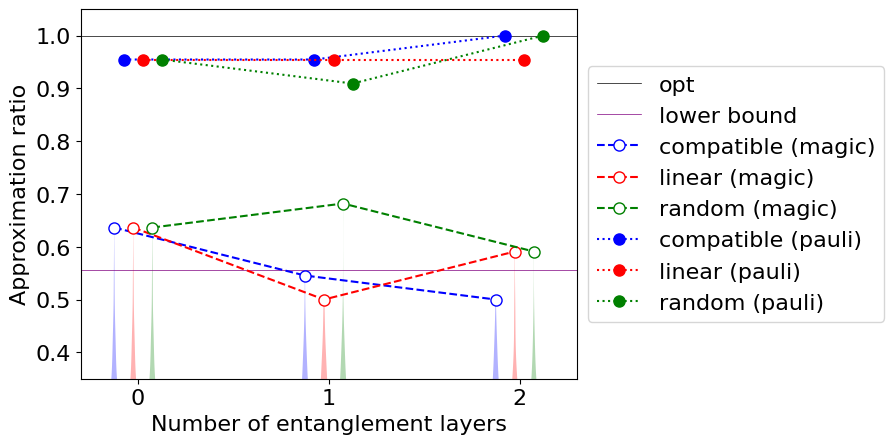 1.0
0.9
0.8
0.7
0.6
0.5
0.4
Approximation ratio
0 1 2
Number of entanglement layers
opt
lower bound
compatible (magic)
linear (magic)
random (magic)
compatible (pauli)
linear (pauli)
random (pauli)